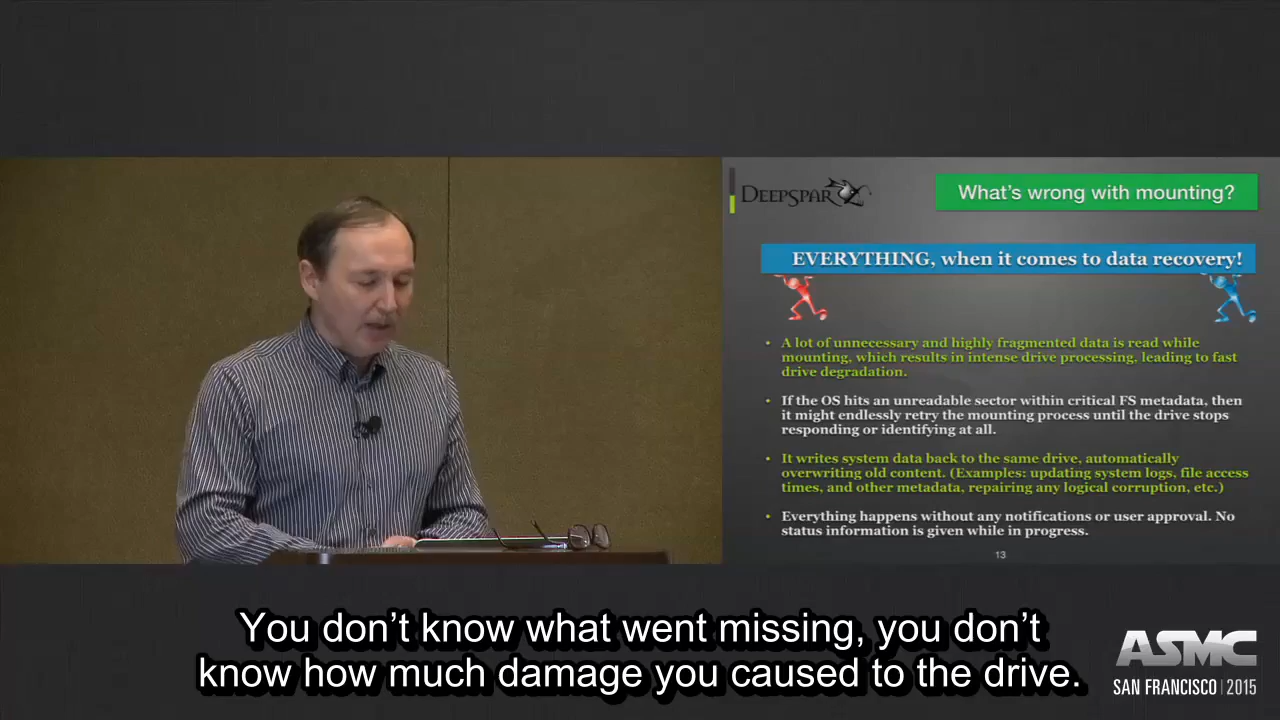 DEEPSPAR
What's wrong with mounting?
EVERYTHING, when it comes to data recovery!
• A lot of unnecessary and highly fragmented data is read while
mounting, which results in intense drive processing, leading to fast
drive degradation.
• If the OS hits an unreadable sector within critical FS metadata, then
it might endlessly retry the mounting process until the drive stops
responding or identifying at all.
• It writes system data back to the same drive, automatically
overwriting old content. (Examples: updating system logs, file access
times, and other metadata, repairing any logical corruption, etc.)
• Everything happens without any notifications or user approval. No
status information is given while in progress.
13
You don't know what went missing, you don't
know how much damage you caused to the drive.
ASMC
SAN FRANCISCO | 2015